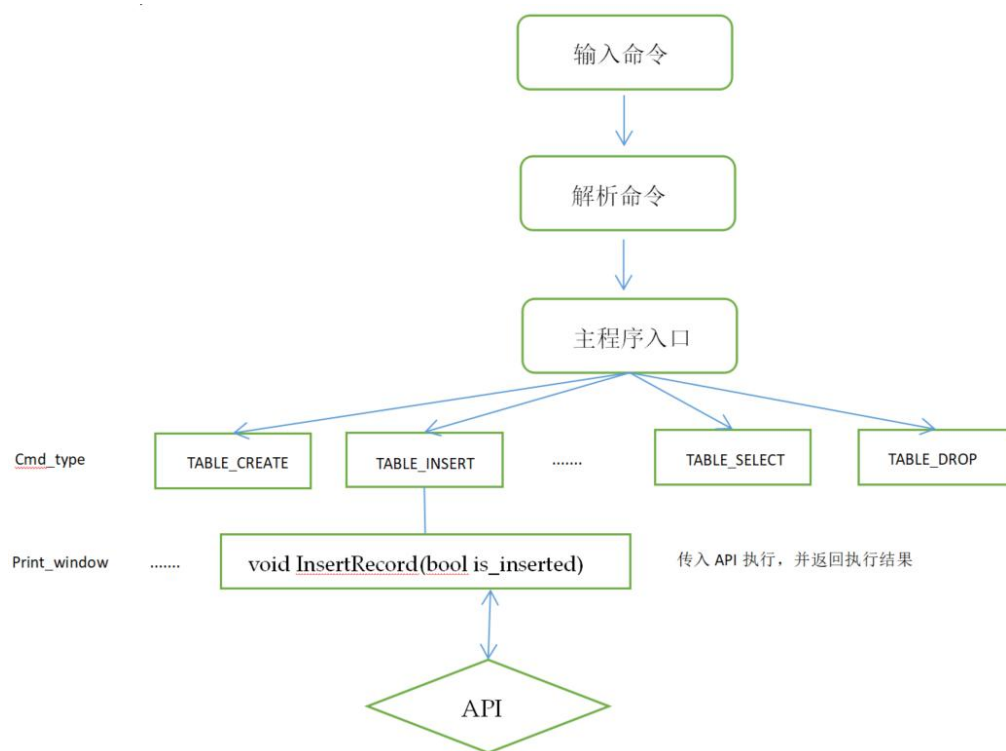 输入命令
解析命令
主程序入口
Cmd_type
TABLE_CREATE
TABLE_INSERT
.......
TABLE_SELECT
TABLE_DROP
Print_window
.......
void InsertRecord(bool is_inserted)
传入 API 执行，并返回执行结果
API